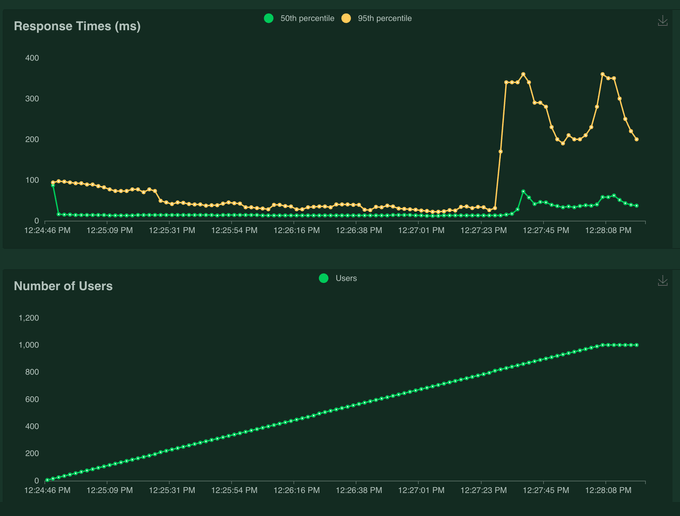 Response Times (ms)
50th percentile
95th percentile
400
300
200
100
0
12:24:46 PM
12:25:09 PM
12:25:31 PM
12:25:54 PM
12:26:16 PM
12:26:38 PM
12:27:01 PM
12:27:23 PM
12:27:45 PM
12:28:08 PM
Number of Users
Users
1,200
1,000
800
600
400
200
0
12:24:46 PM
12:25:09 PM
12:25:31 PM
12:25:54 PM
12:26:16 PM
12:26:38 PM
12:27:01 PM
12:27:23 PM
12:27:45 PM
12:28:08 PM